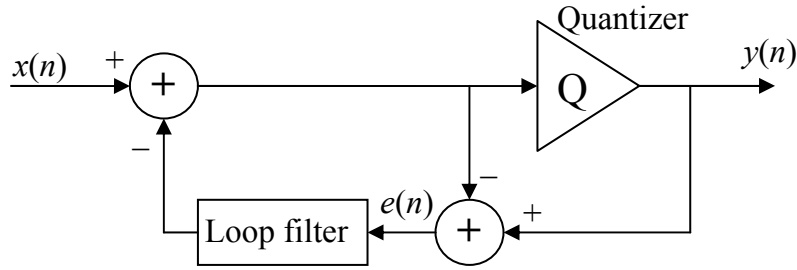 Quantizer
x(n)
+
+
Q
y(n)
−
−
Loop filter
e(n)
+
+